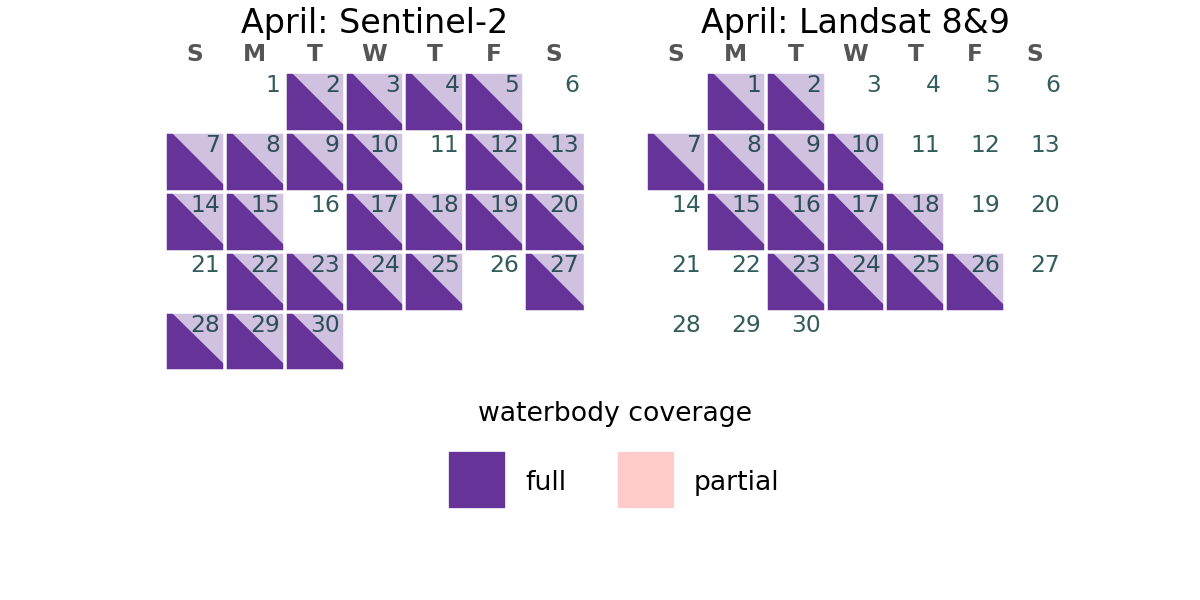 April: Sentinel-2
S M T W T F S
1 2 3 4 5 6
7 8 9 10 11 12 13
14 15 16 17 18 19 20
21 22 23 24 25 26 27
28 29 30
April: Landsat 8&9
S M T W T F S
1 2 3 4 5 6
7 8 9 10 11 12 13
14 15 16 17 18 19 20
21 22 23 24 25 26 27
28 29 30
waterbody coverage
full partial